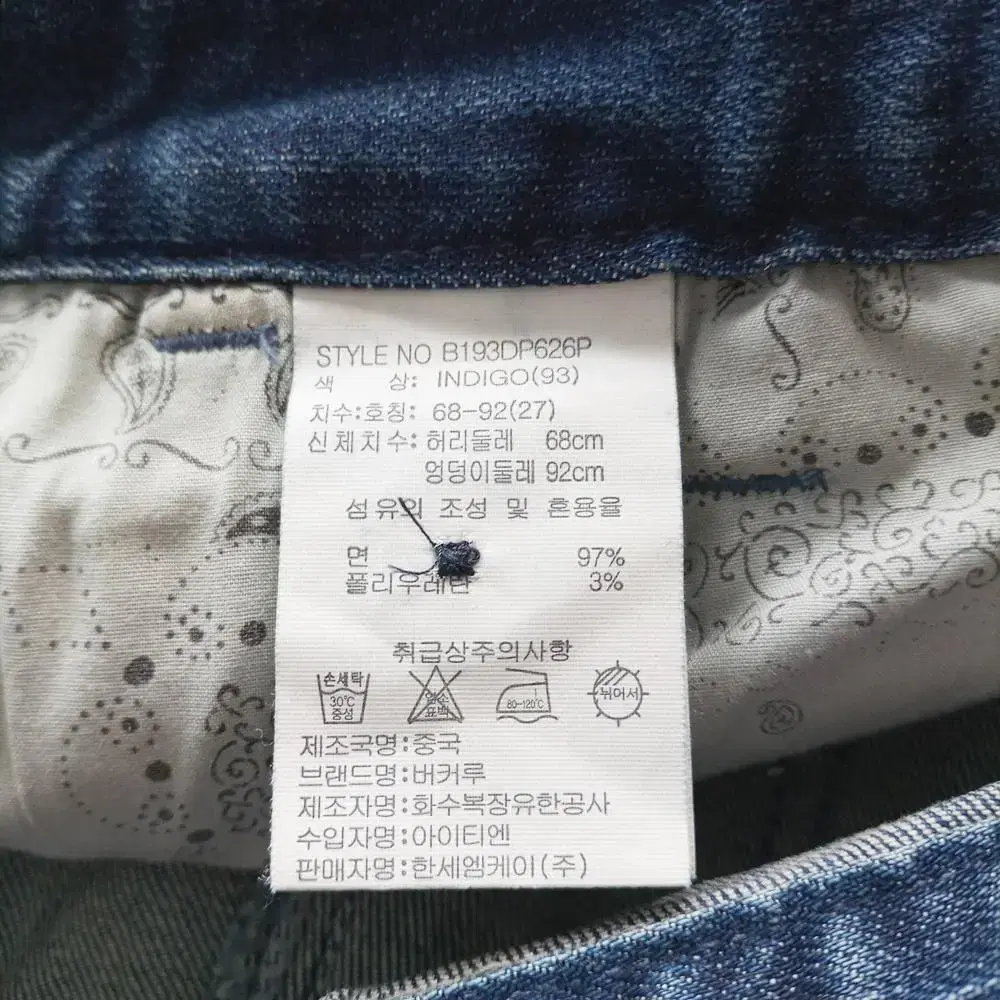 STYLE NO B193DP626P
색 상: INDIGO(93)
치수:호칭: 68-92(27)
신체치수: 허리둘레 68cm
엉덩이둘레 92cm
섬유의 조성 및 혼용율
면 97%
폴리우레탄 3%
취급상주의사항
손세탁
30℃
중성
염소
표백
80-120℃
뉘어서
제조국명:중국
브랜드명:버커루
제조자명:화수복장유한공사
수입자명:아이티엔
판매자명:한세엠케이(주)